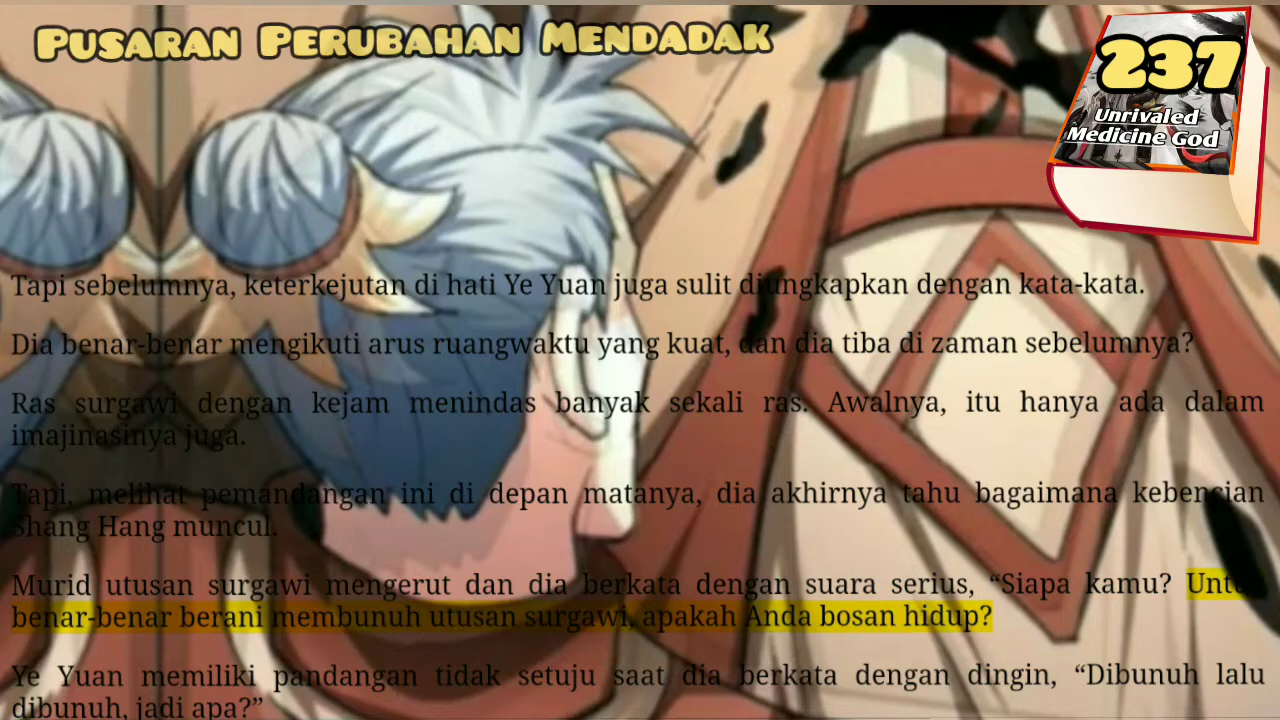 Pusaran Perubahan Mendadak
237
Unrivaled
Medicine God
Tapi sebelumnya, keterkejutan di hati Ye Yuan juga sulit diungkapkan dengan kata-kata.
Dia benar-benar mengikuti arus ruangwaktu yang kuat, dan dia tiba di zaman sebelumnya?
Ras surgawi dengan kejam menindas banyak sekali ras. Awalnya, itu hanya ada dalam
imajinasinya juga.
Tapi, melihat pemandangan ini di depan matanya, dia akhirnya tahu bagaimana kebencian
Shang Hang muncul.
Murid utusan surgawi mengerut dan dia berkata dengan suara serius, “Siapa kamu? Untuk
benar-benar berani membunuh utusan surgawi, apakah Anda bosan hidup?
Ye Yuan memiliki pandangan tidak setuju saat dia berkata dengan dingin, “Dibunuh lalu
dibunuh, jadi apa?”